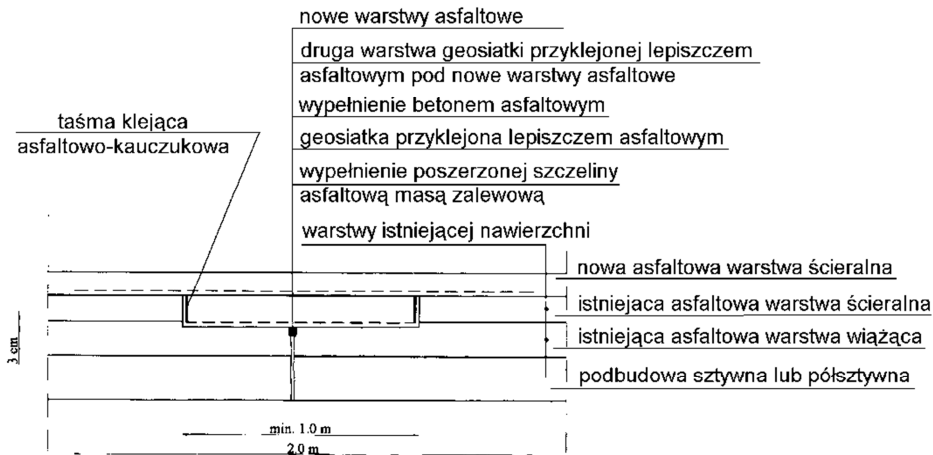 nowe warstwy asfaltowe
druga warstwa geosiatki przyklejonej lepiszczem
asfaltowym pod nowe warstwy asfaltowe
wypełnienie betonem asfaltowym
geosiatka przyklejona lepiszczem asfaltowym
wypełnienie poszerzonej szczeliny
asfaltową masą zalewową
warstwy istniejącej nawierzchni
taśma klejąca
asfaltowo-kauczukowa
nowa asfaltowa warstwa ścieralna
istniejaca asfaltowa warstwa ścieralna
istniejąca asfaltowa warstwa wiążąca
podbudowa sztywna lub półsztywna
3 cm
min. 1.0 m
2.0 m